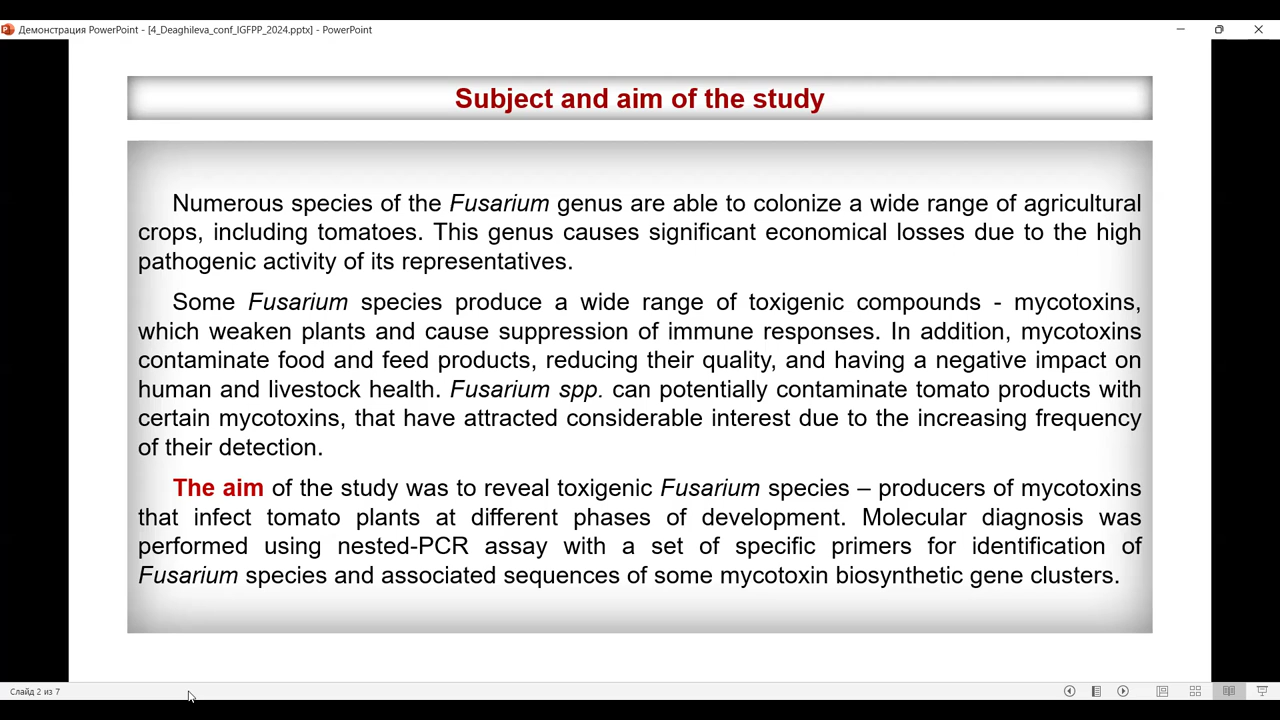 Демонстрация PowerPoint - [4_Deaghileva_conf_IGFPP_2024.pptx] - PowerPoint
Subject and aim of the study
Numerous species of the Fusarium genus are able to colonize a wide range of agricultural
crops, including tomatoes. This genus causes significant economical losses due to the high
pathogenic activity of its representatives.
Some Fusarium species produce a wide range of toxigenic compounds - mycotoxins,
which weaken plants and cause suppression of immune responses. In addition, mycotoxins
contaminate food and feed products, reducing their quality, and having a negative impact on
human and livestock health. Fusarium spp. can potentially contaminate tomato products with
certain mycotoxins, that have attracted considerable interest due to the increasing frequency
of their detection.
The aim of the study was to reveal toxigenic Fusarium species – producers of mycotoxins
that infect tomato plants at different phases of development. Molecular diagnosis was
performed using nested-PCR assay with a set of specific primers for identification of
Fusarium species and associated sequences of some mycotoxin biosynthetic gene clusters.
Слайд 2 из 7